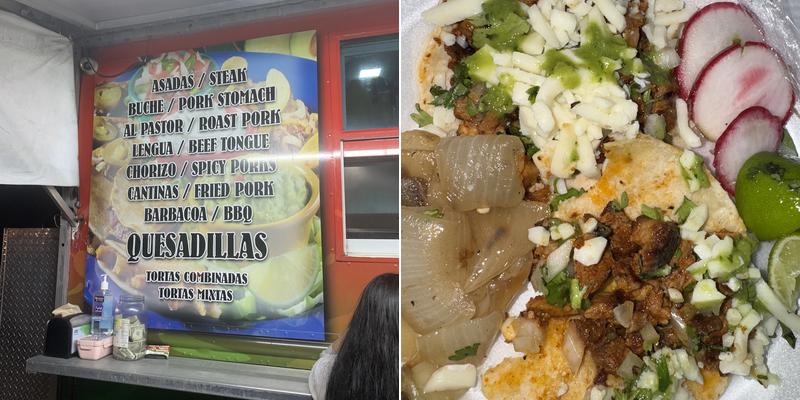 ASADAS / STEAK
BUCHE / PORK STOMACH
AL PASTOR / ROAST PORK
LENGUA / BEEF TONGUE
CHORIZO / SPICY PORKS
CANTINAS / FRIED PORK
BARBACOA / BBQ
QUESADILLAS
TORTAS COMBINADAS
TORTAS MIXTAS